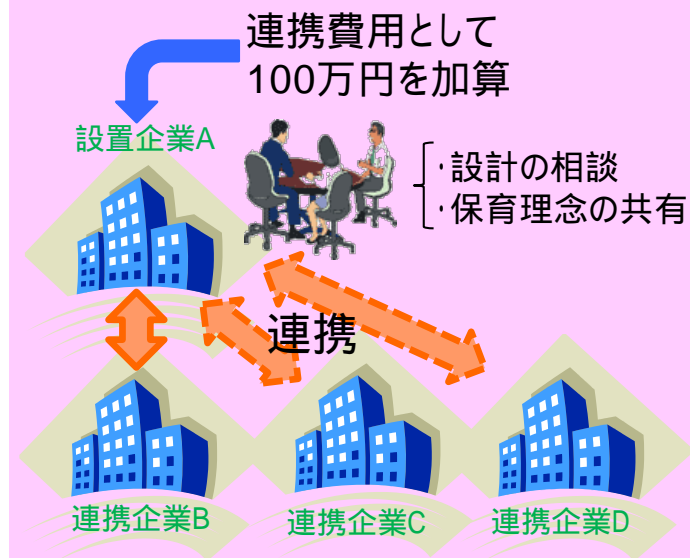 連携費用として
100万円を加算
設置企業A
･設計の相談
･保育理念の共有
連携
連携企業B
連携企業C
連携企業D